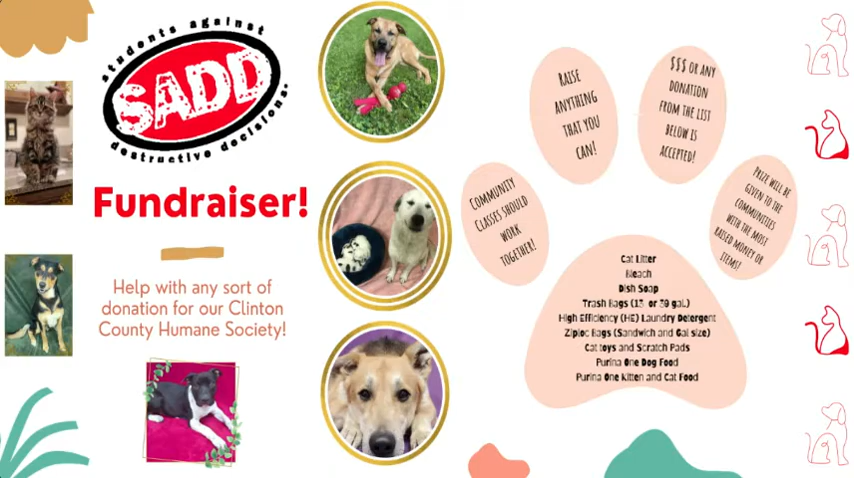 students against
SADD
destructive decisions.
Fundraiser!
Help with any sort of
donation for our Clinton
County Humane Society!
Community
Classes should
work
together!
Raise
anything
that you
can!
$$$ or any
donation
from the list
below is
accepted!
Prize will be
given to the
communities
with the most
raised money or
items!
Cat Litter
Bleach
Dish Soap
Trash Bags (13 or 39 gal)
High Efficiency (HE) Laundry Detergent
Ziploc Bags (Sandwich and Gal size)
Cat toys and Scratch Pads
Purina One Dog Food
Purina One Kitten and Cat Food